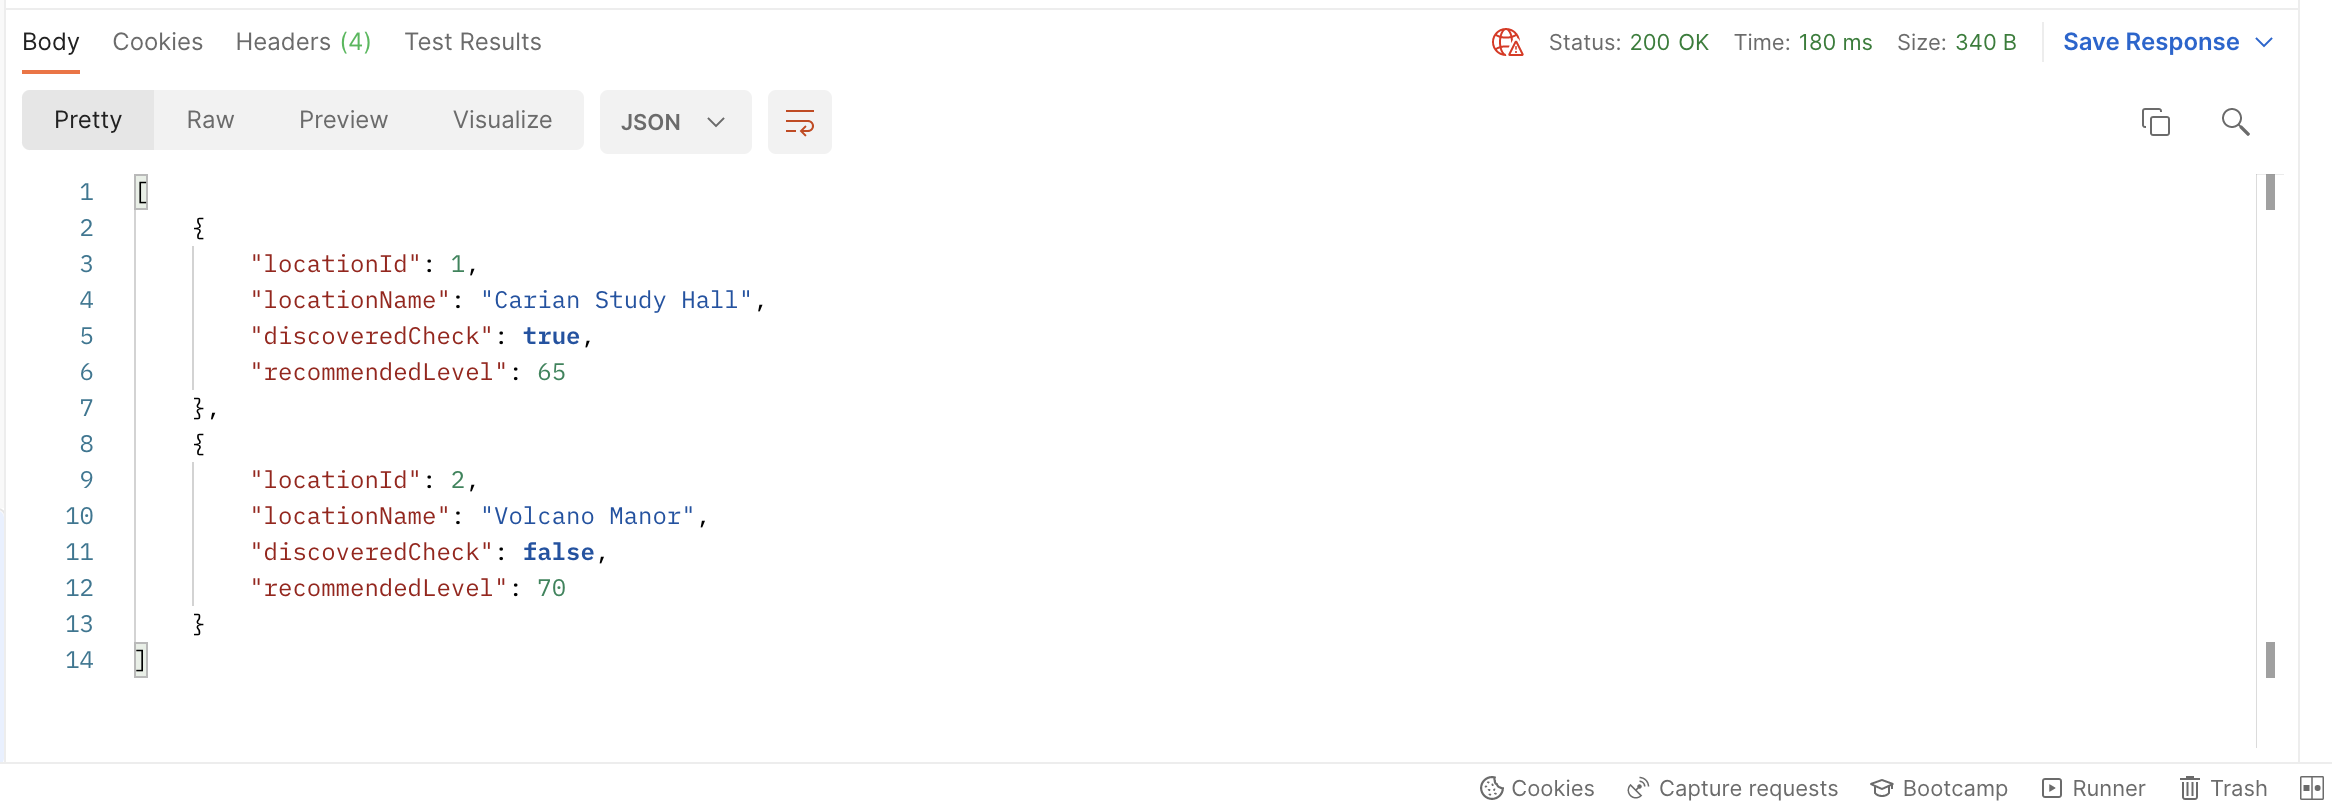 Body Cookies Headers (4) Test Results Status: 200 OK Time: 180 ms Size: 340 B Save Response
Pretty Raw Preview Visualize JSON
1 [
2 {
3 "locationId": 1,
4 "locationName": "Carian Study Hall",
5 "discoveredCheck": true,
6 "recommendedLevel": 65
7 },
8 {
9 "locationId": 2,
10 "locationName": "Volcano Manor",
11 "discoveredCheck": false,
12 "recommendedLevel": 70
13 }
14 ]
Cookies Capture requests Bootcamp Runner Trash